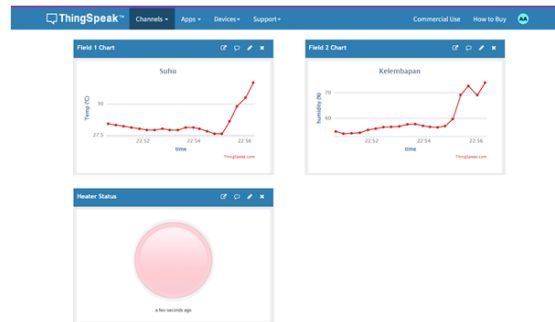 ThingSpeak™ Channels Apps Devices Support Commercial Use How to Buy AA
Field 1 Chart
Suhu
Temp (°C)
30
27.5
22:52 22:54 22:56
time
ThingSpeak.com
Field 2 Chart
Kelembapan
humidity (%)
70
60
22:52 22:54 22:56
time
ThingSpeak.com
Heater Status
a few seconds ago